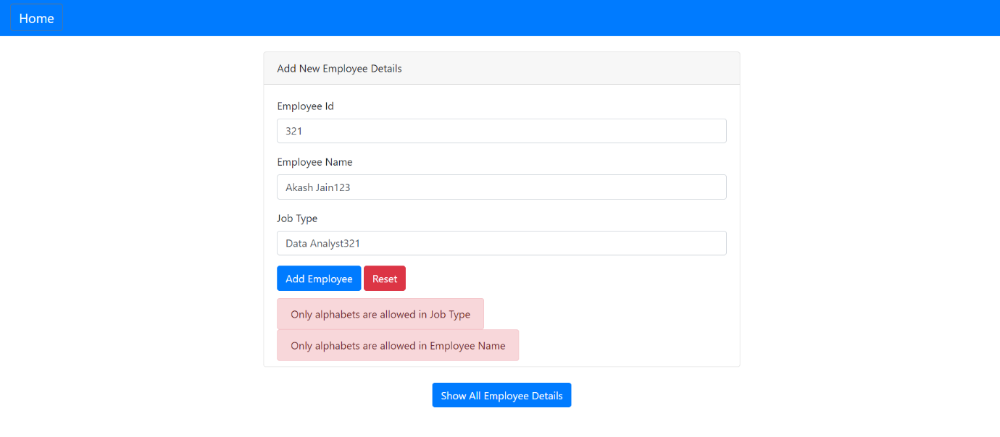 Home
Add New Employee Details
Employee Id
321
Employee Name
Akash Jain123
Job Type
Data Analyst321
Add Employee Reset
Only alphabets are allowed in Job Type
Only alphabets are allowed in Employee Name
Show All Employee Details